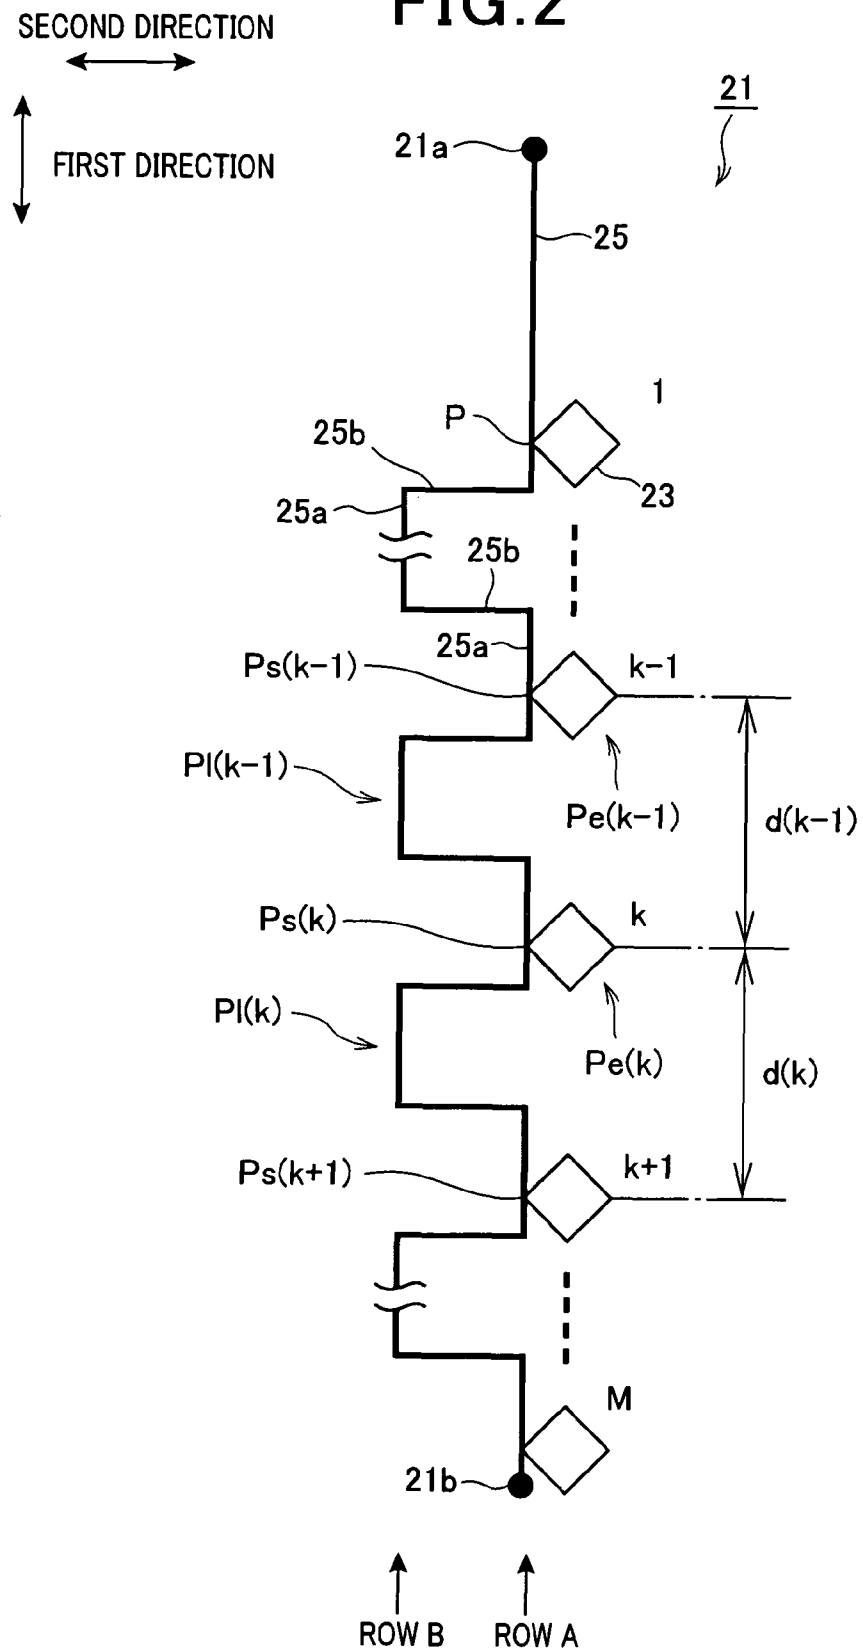 FIG.2
SECOND DIRECTION
21
21a
FIRST DIRECTION
25
1
P
25b
23
25a
25b
25a
Ps(k-1)
k-1
Pl(k-1)
Pe(k-1)
d(k-1)
Ps(k)
k
Pl(k)
Pe(k)
d(k)
Ps(k+1)
k+1
M
21b
ROW B
ROW A